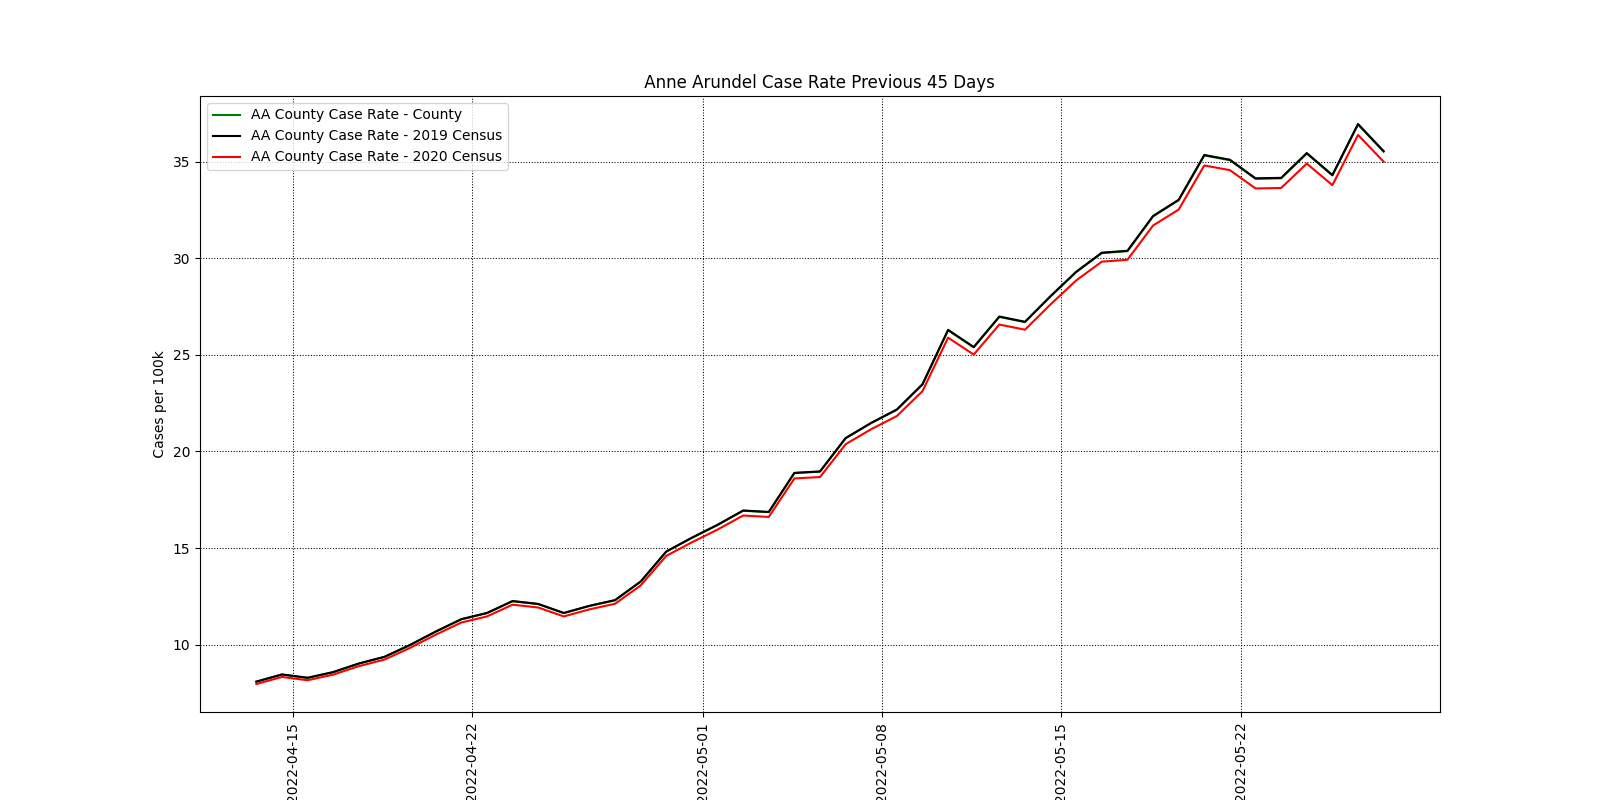 Anne Arundel Case Rate Previous 45 Days
AA County Case Rate - County
AA County Case Rate - 2019 Census
AA County Case Rate - 2020 Census
Cases per 100k
35
30
25
20
15
10
2022-04-15
2022-04-22
2022-05-01
2022-05-08
2022-05-15
2022-05-22